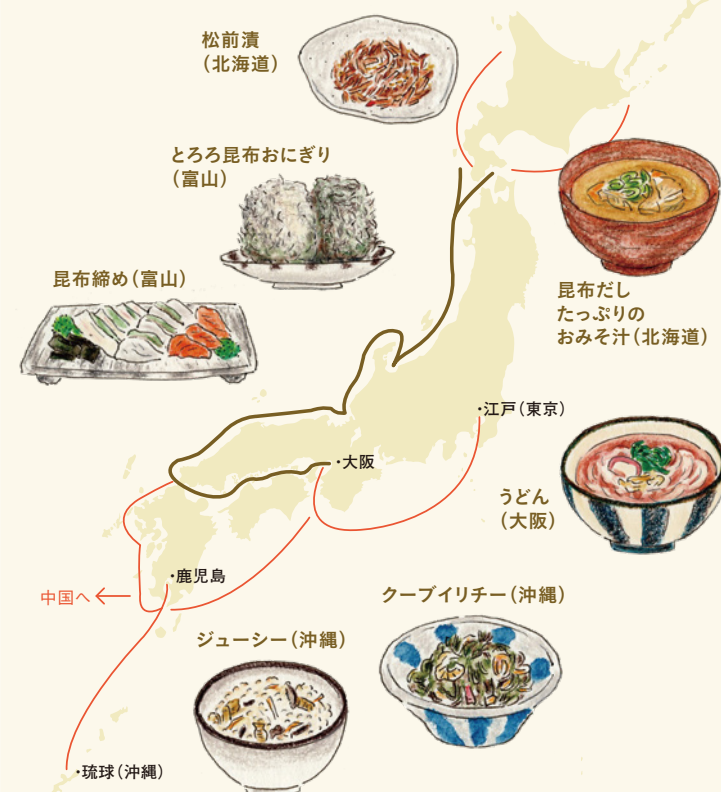 松前漬
（北海道）
とろろ昆布おにぎり
（富山）
昆布締め（富山）
昆布だし
たっぷりの
おみそ汁（北海道）
・江戸（東京）
・大阪
うどん
（大阪）
・鹿児島
中国へ
クーブイリチー（沖縄）
ジューシー（沖縄）
・琉球（沖縄）